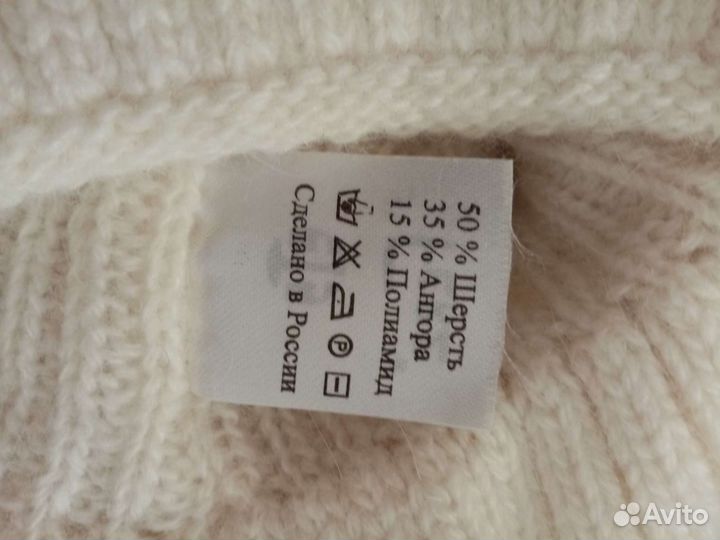 50 % Шерсть
35 % Ангора
15 % Полиамид
P
Сделано в России
Avito